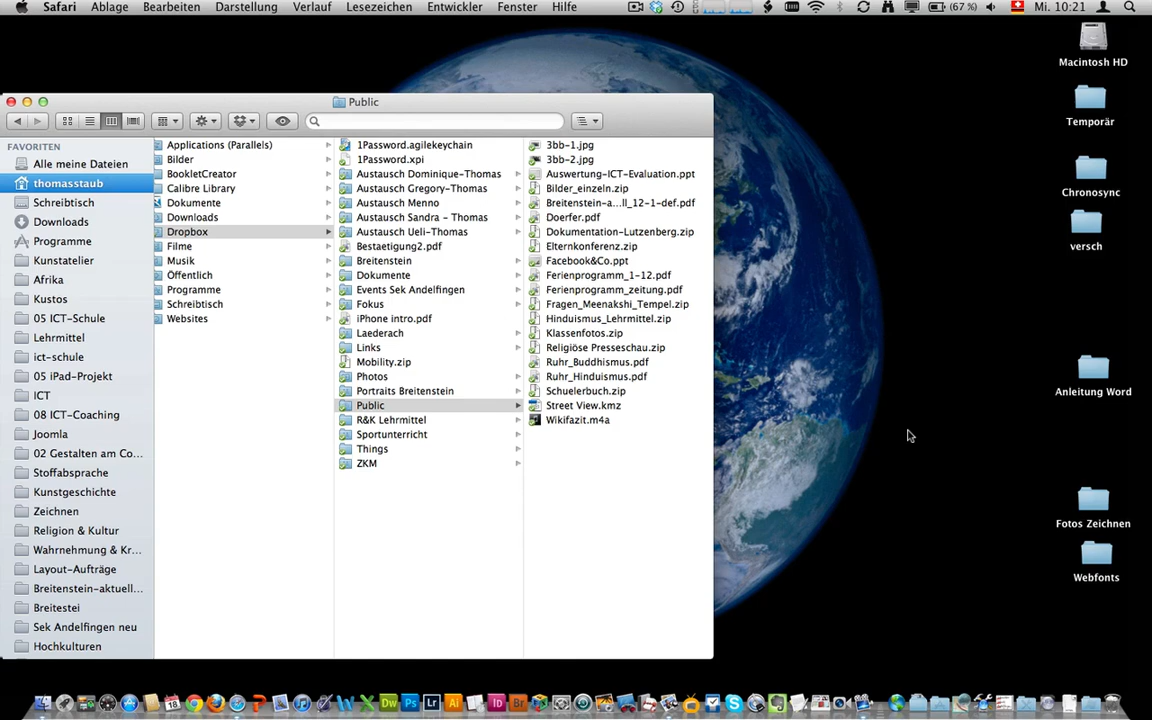 Safari Ablage Bearbeiten Darstellung Verlauf Lesezeichen Entwickler Fenster Hilfe (67 %) Mi. 10:21
Public
FAVORITEN
Alle meine Dateien
thomasstaub
Schreibtisch
Downloads
Programme
Kunstatelier
Afrika
Kustos
05 ICT-Schule
Lehrmittel
ict-schule
05 iPad-Projekt
ICT
08 ICT-Coaching
Joomla
02 Gestalten am Co...
Stoffabsprache
Kunstgeschichte
Zeichnen
Religion & Kultur
Wahrnehmung & Kr...
Layout-Aufträge
Breitenstein-aktuell...
Breitestei
Sek Andelfingen neu
Hochkulturen
Applications (Parallels)
Bilder
BookletCreator
Calibre Library
Dokumente
Downloads
Dropbox
Filme
Musik
Öffentlich
Programme
Schreibtisch
Websites
1Password.agilekeychain
1Password.xpi
Austausch Dominique-Thomas
Austausch Gregory-Thomas
Austausch Menno
Austausch Sandra - Thomas
Austausch Ueli-Thomas
Bestaetigung2.pdf
Breitenstein
Dokumente
Events Sek Andelfingen
Fokus
iPhone intro.pdf
Laederach
Links
Mobility.zip
Photos
Portraits Breitenstein
Public
R&K Lehrmittel
Sportunterricht
Things
ZKM
3bb-1.jpg
3bb-2.jpg
Auswertung-ICT-Evaluation.ppt
Bilder_einzeln.zip
Breitenstein-a...ll_12-1-def.pdf
Doerfer.pdf
Dokumentation-Lutzenberg.zip
Elternkonferenz.zip
Facebook&Co.ppt
Ferienprogramm_1-12.pdf
Ferienprogramm_zeitung.pdf
Fragen_Meenakshi_Tempel.zip
Hinduismus_Lehrmittel.zip
Klassenfotos.zip
Religiöse Presseschau.zip
Ruhr_Buddhismus.pdf
Ruhr_Hinduismus.pdf
Schuelerbuch.zip
Street View.kmz
Wikifazit.m4a
Macintosh HD
Temporär
Chronosync
versch
Anleitung Word
Fotos Zeichnen
Webfonts
Dw Ps Lr Ai Id Br